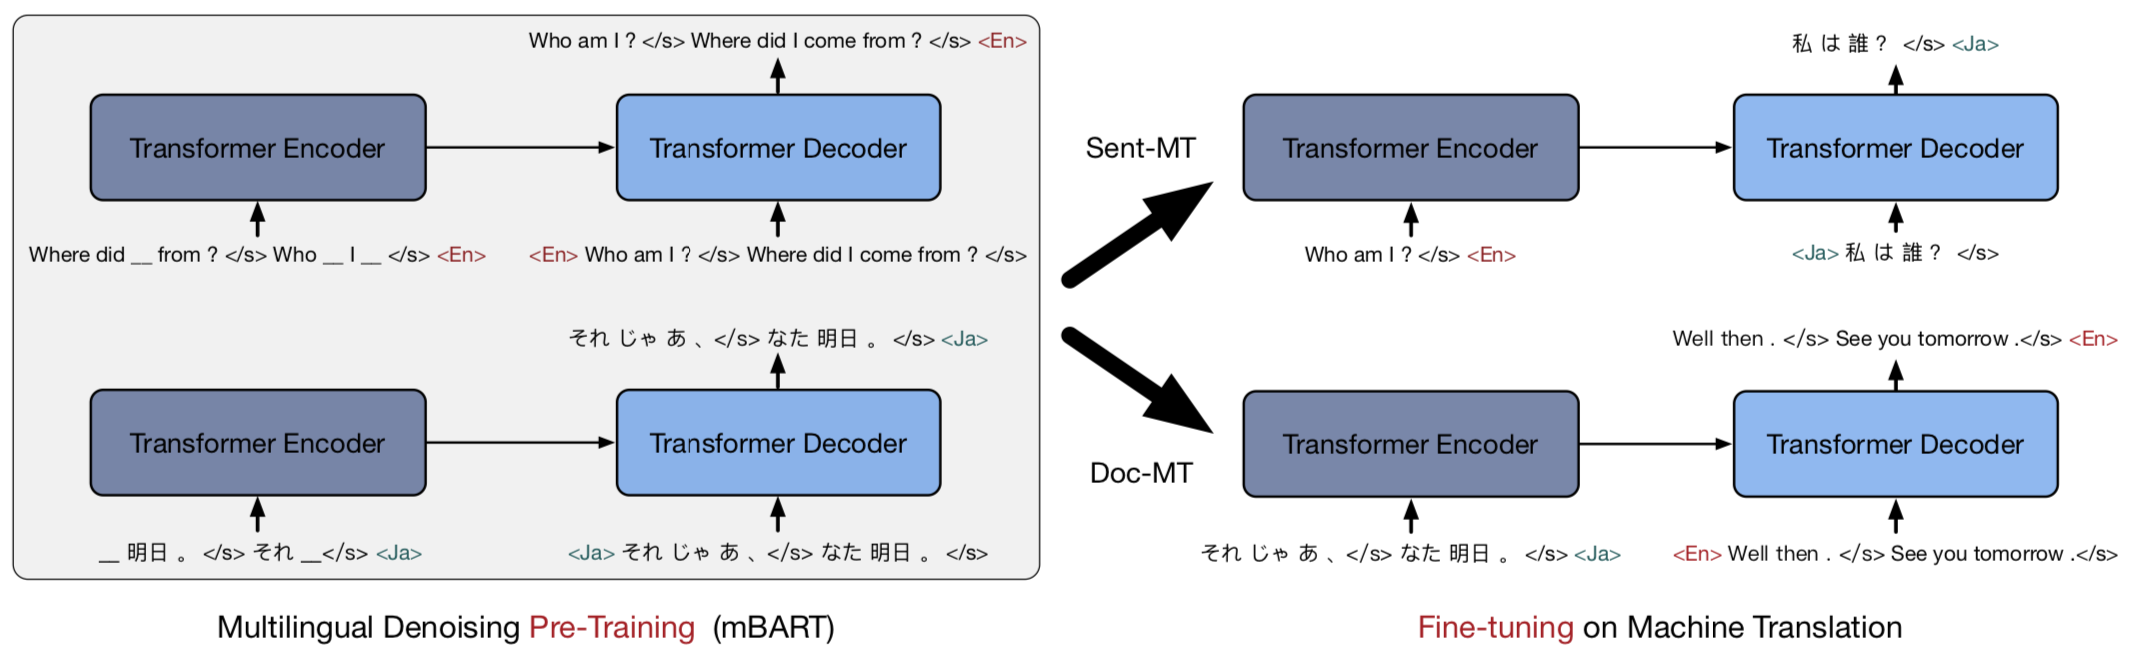 Who am I ? </s> Where did I come from ? </s> <En>
Transformer Encoder
Transformer Decoder
Where did __ from ? </s> Who __ I __ </s> <En>
<En> Who am I ? </s> Where did I come from ? </s>
それ じゃ あ 、</s> なた 明日 。 </s> <Ja>
Transformer Encoder
Transformer Decoder
__ 明日 。 </s> それ __</s> <Ja>
<Ja> それ じゃ あ 、</s> なた 明日 。 </s>
Multilingual Denoising Pre-Training (mBART)
Sent-MT
Doc-MT
私 は 誰 ? </s> <Ja>
Transformer Encoder
Transformer Decoder
Who am I ? </s> <En>
<Ja> 私 は 誰 ? </s>
Well then . </s> See you tomorrow .</s> <En>
Transformer Encoder
Transformer Decoder
それ じゃ あ 、</s> なた 明日 。 </s> <Ja>
<En> Well then . </s> See you tomorrow .</s>
Fine-tuning on Machine Translation